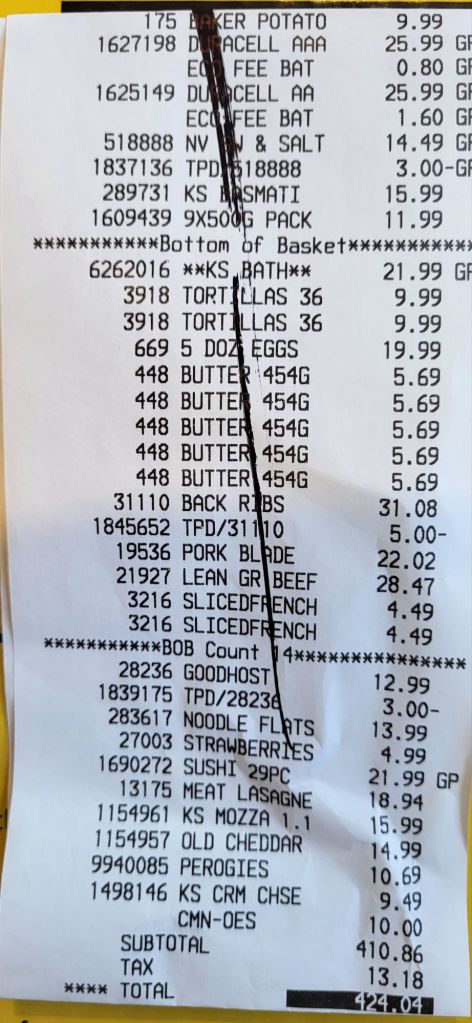 175 BAKER POTATO 9.99
1627198 DURACELL AAA 25.99 GP
ECO FEE BAT 0.80 GP
1625149 DURACELL AA 25.99 GP
ECO FEE BAT 1.60 GP
518888 NV SW & SALT 14.49 GP
1837136 TPD/518888 3.00-GP
289731 KS BASMATI 15.99
1609439 9X500G PACK 11.99
***********Bottom of Basket***********
6262016 **KS BATH** 21.99 GP
3918 TORTILLAS 36 9.99
3918 TORTILLAS 36 9.99
669 5 DOZ EGGS 19.99
448 BUTTER 454G 5.69
448 BUTTER 454G 5.69
448 BUTTER 454G 5.69
448 BUTTER 454G 5.69
448 BUTTER 454G 5.69
31110 BACK RIBS 31.08
1845652 TPD/31110 5.00-
19536 PORK BLADE 22.02
21927 LEAN GR BEEF 28.47
3216 SLICEDFRENCH 4.49
3216 SLICEDFRENCH 4.49
***********BOB Count 14***************
28236 GOODHOST 12.99
1839175 TPD/28236 3.00-
283617 NOODLE FLATS 13.99
27003 STRAWBERRIES 4.99
1690272 SUSHI 29PC 21.99 GP
13175 MEAT LASAGNE 18.94
1154961 KS MOZZA 1.1 15.99
1154957 OLD CHEDDAR 14.99
9940085 PEROGIES 10.69
1498146 KS CRM CHSE 9.49
CMN-OES 10.00
SUBTOTAL 410.86
TAX 13.18
**** TOTAL 424.04